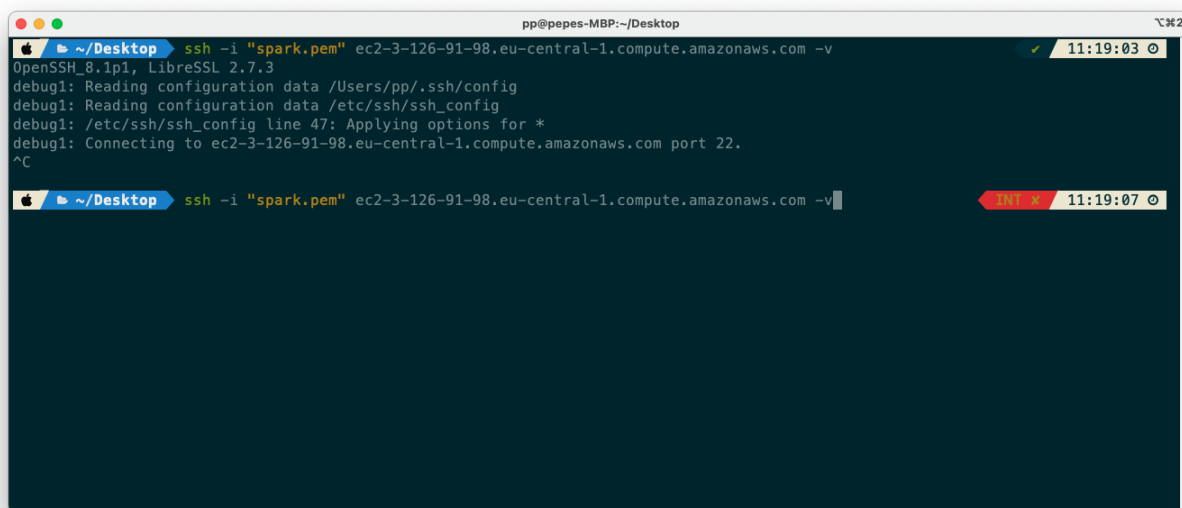 pp@pepes-MBP:~/Desktop ⌥⌘2
~/Desktop ssh -i "spark.pem" ec2-3-126-91-98.eu-central-1.compute.amazonaws.com -v ✔ 11:19:03
OpenSSH_8.1p1, LibreSSL 2.7.3
debug1: Reading configuration data /Users/pp/.ssh/config
debug1: Reading configuration data /etc/ssh/ssh_config
debug1: /etc/ssh/ssh_config line 47: Applying options for *
debug1: Connecting to ec2-3-126-91-98.eu-central-1.compute.amazonaws.com port 22.
^C
~/Desktop ssh -i "spark.pem" ec2-3-126-91-98.eu-central-1.compute.amazonaws.com -v INT ✘ 11:19:07